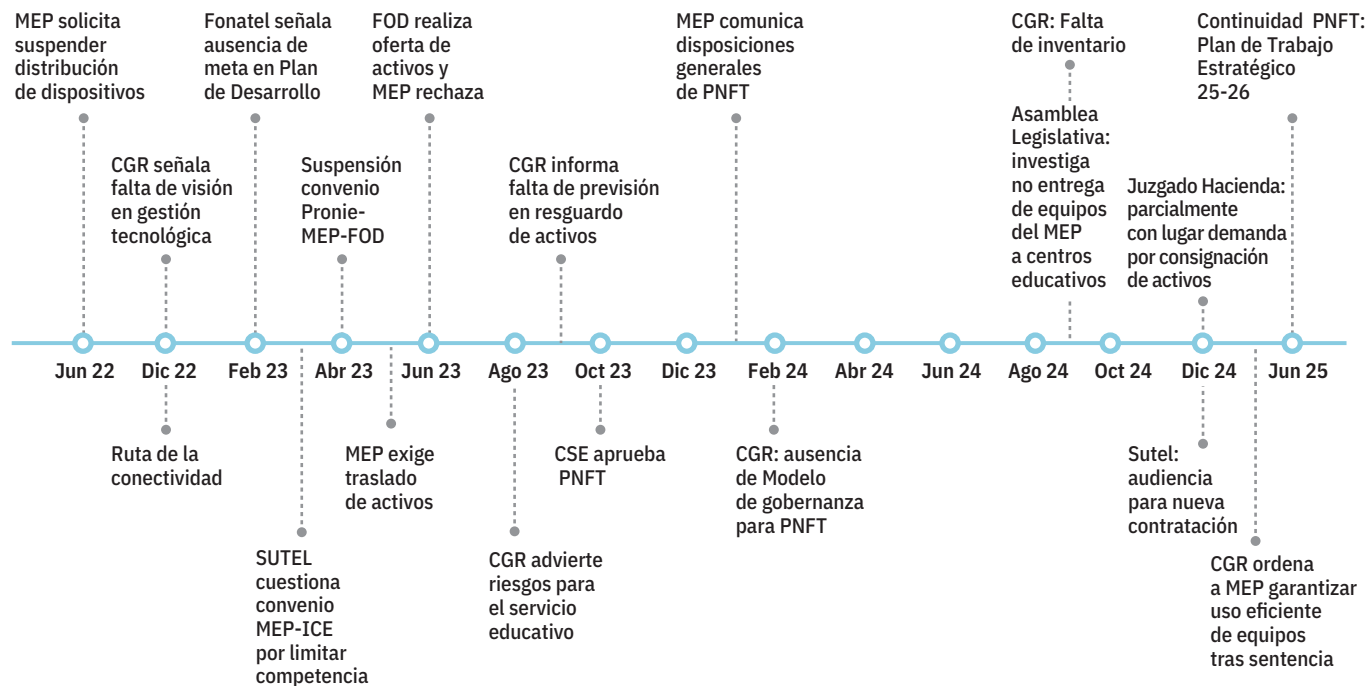 MEP solicita
suspender
distribución
de dispositivos
Fonatel señala
ausencia de
meta en Plan
de Desarrollo
FOD realiza
oferta de
activos y
MEP rechaza
MEP comunica
disposiciones
generales
de PNFT
CGR: Falta
de inventario
Continuidad PNFT:
Plan de Trabajo
Estratégico
25-26
CGR señala
falta de visión
en gestión
tecnológica
Suspensión
convenio
Pronie-
MEP-FOD
CGR informa
falta de previsión
en resguardo
de activos
Asamblea
Legislativa:
investiga
no entrega
de equipos
del MEP
a centros
educativos
Juzgado Hacienda:
parcialmente
con lugar demanda
por consignación
de activos
Jun 22
Dic 22
Feb 23
Abr 23
Jun 23
Ago 23
Oct 23
Dic 23
Feb 24
Abr 24
Jun 24
Ago 24
Oct 24
Dic 24
Jun 25
Ruta de la
conectividad
MEP exige
traslado
de activos
CSE aprueba
PNFT
CGR: ausencia
de Modelo
de gobernanza
para PNFT
Sutel:
audiencia
para nueva
contratación
SUTEL
cuestiona
convenio
MEP-ICE
por limitar
competencia
CGR advierte
riesgos para
el servicio
educativo
CGR ordena
a MEP garantizar
uso eficiente
de equipos
tras sentencia